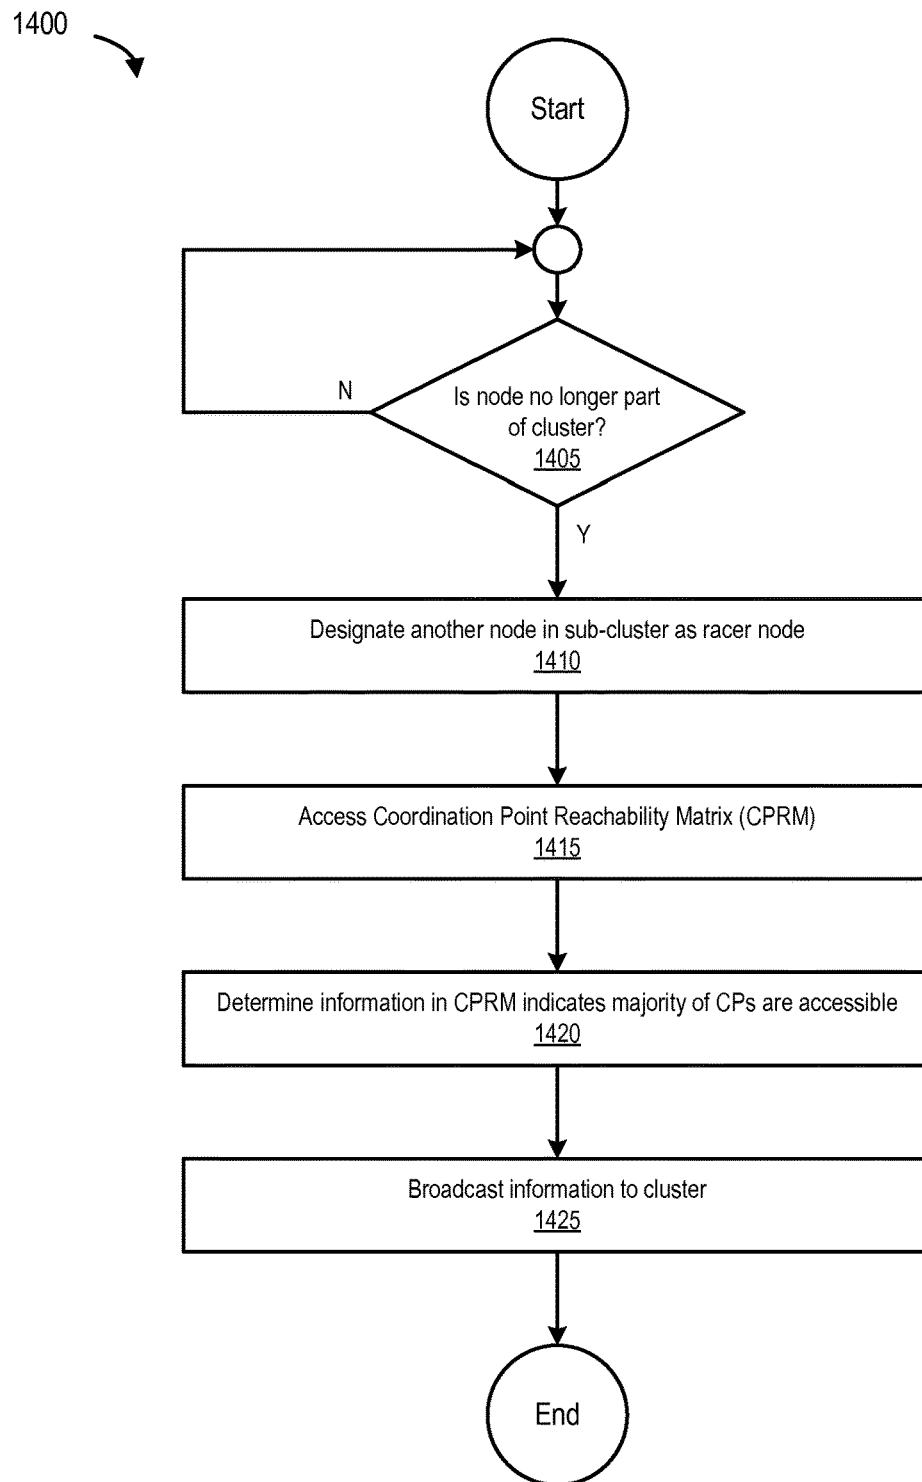 1400
Start
N
Is node no longer part
of cluster?
1405
Y
Designate another node in sub-cluster as racer node
1410
Access Coordination Point Reachability Matrix (CPRM)
1415
Determine information in CPRM indicates majority of CPs are accessible
1420
Broadcast information to cluster
1425
End